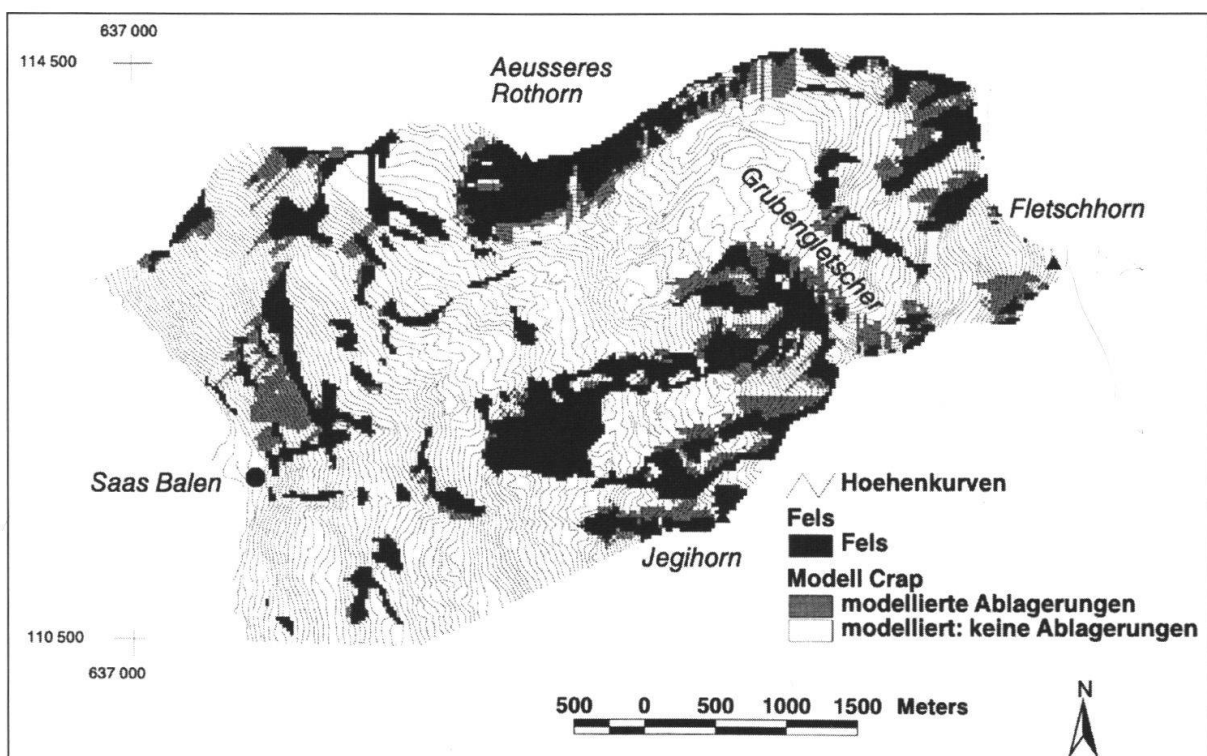 637 000
114 500
Aeusseres
Rothorn
Grubengletscher
Fletschhorn
Saas Balen
Jegihorn
Hoehenkurven
Fels
Fels
Modell Crap
modellierte Ablagerungen
modelliert: keine Ablagerungen
110 500
637 000
500 0 500 1000 1500 Meters
N